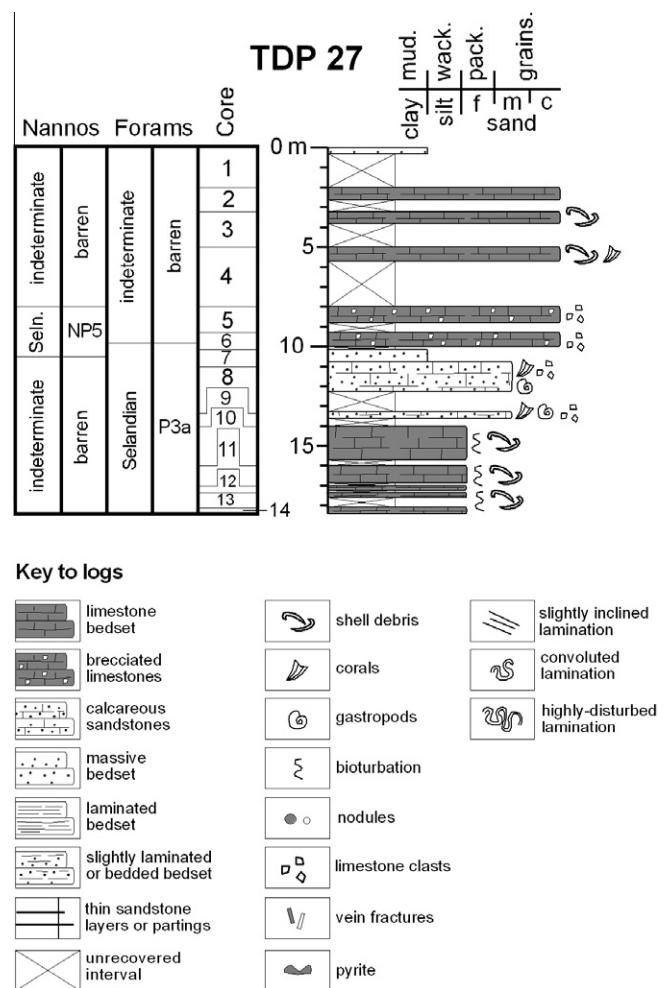 TDP 27
mud.
wack.
pack.
grains.
clay
silt
f
m
c
sand
Nannos
Forams
Core
0 m
5
10
15
14
indeterminate
barren
Seln.
NP5
indeterminate
barren
indeterminate
barren
Selandian
P3a
1
2
3
4
5
6
7
8
9
10
11
12
13
Key to logs
limestone
bedset
brecciated
limestones
calcareous
sandstones
massive
bedset
laminated
bedset
slightly laminated
or bedded bedset
thin sandstone
layers or partings
unrecovered
interval
shell debris
corals
gastropods
bioturbation
nodules
limestone clasts
vein fractures
pyrite
slightly inclined
lamination
convoluted
lamination
highly-disturbed
lamination